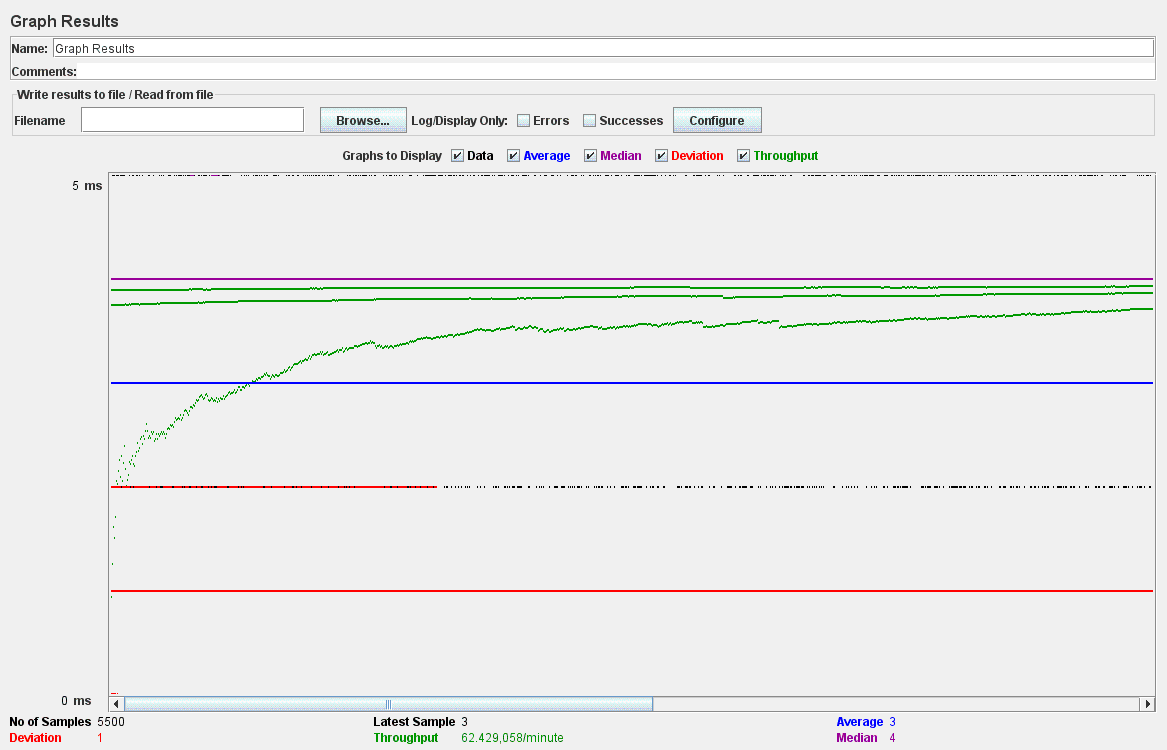 Graph Results
Name: Graph Results
Comments:
Write results to file / Read from file
Filename Browse... Log/Display Only: Errors Successes Configure
Graphs to Display Data Average Median Deviation Throughput
5 ms
0 ms
No of Samples 5500 Latest Sample 3 Average 3
Deviation 1 Throughput 62.429,058/minute Median 4